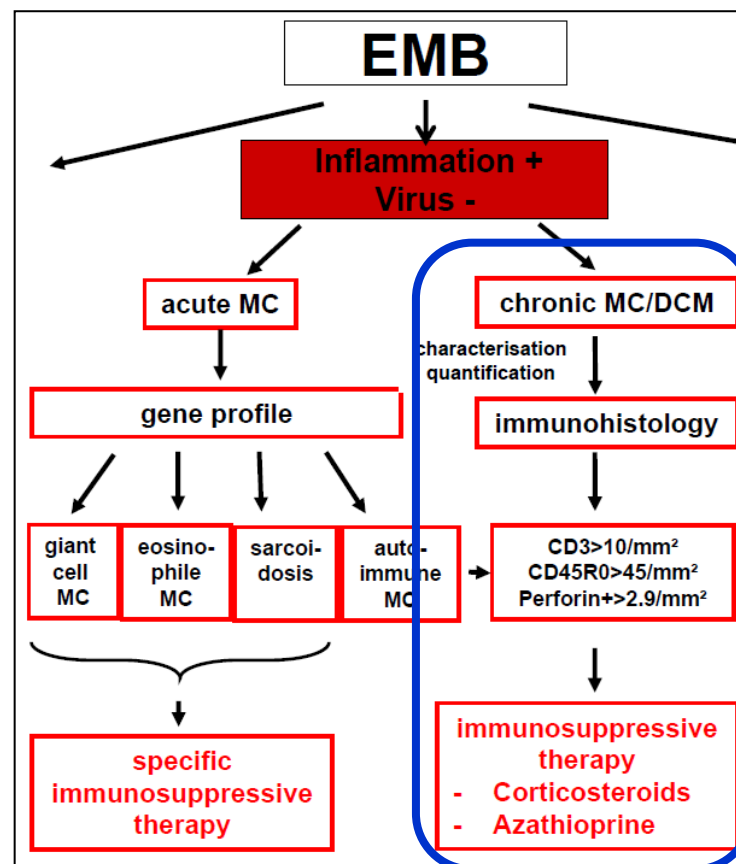 EMB
Inflammation +
Virus -
acute MC
chronic MC/DCM
characterisation
quantification
gene profile
immunohistology
giant
cell
MC
eosino-
phile
MC
sarcoi-
dosis
auto-
immune
MC
CD3>10/mm²
CD45R0>45/mm²
Perforin+>2.9/mm²
specific
immunosuppressive
therapy
immunosuppressive
therapy
- Corticosteroids
- Azathioprine